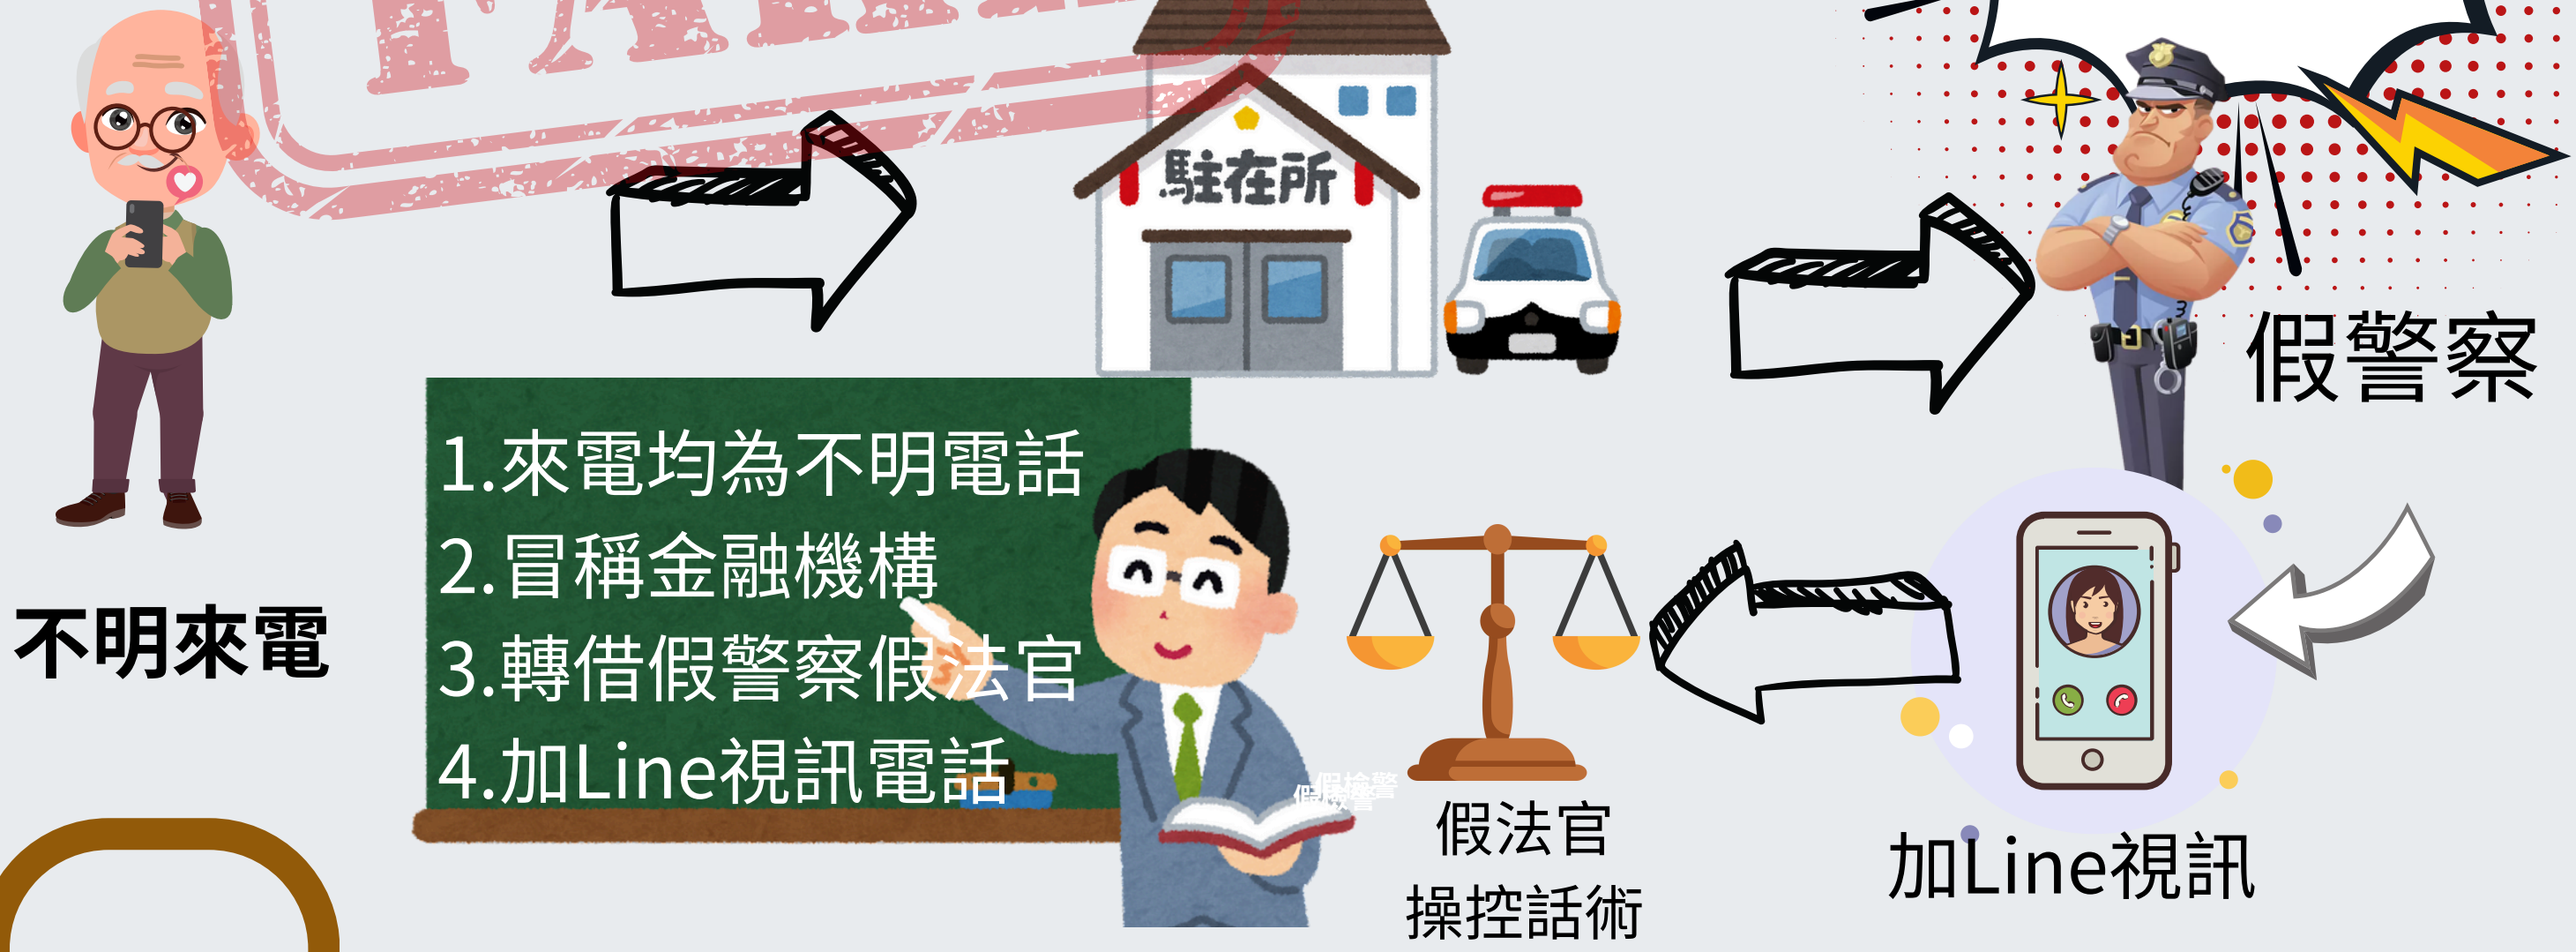 駐在所
假警察
1.來電均為不明電話
2.冒稱金融機構
3.轉借假警察假法官
4.加Line視訊電話
不明來電
假檢警
假法官
操控話術
加Line視訊